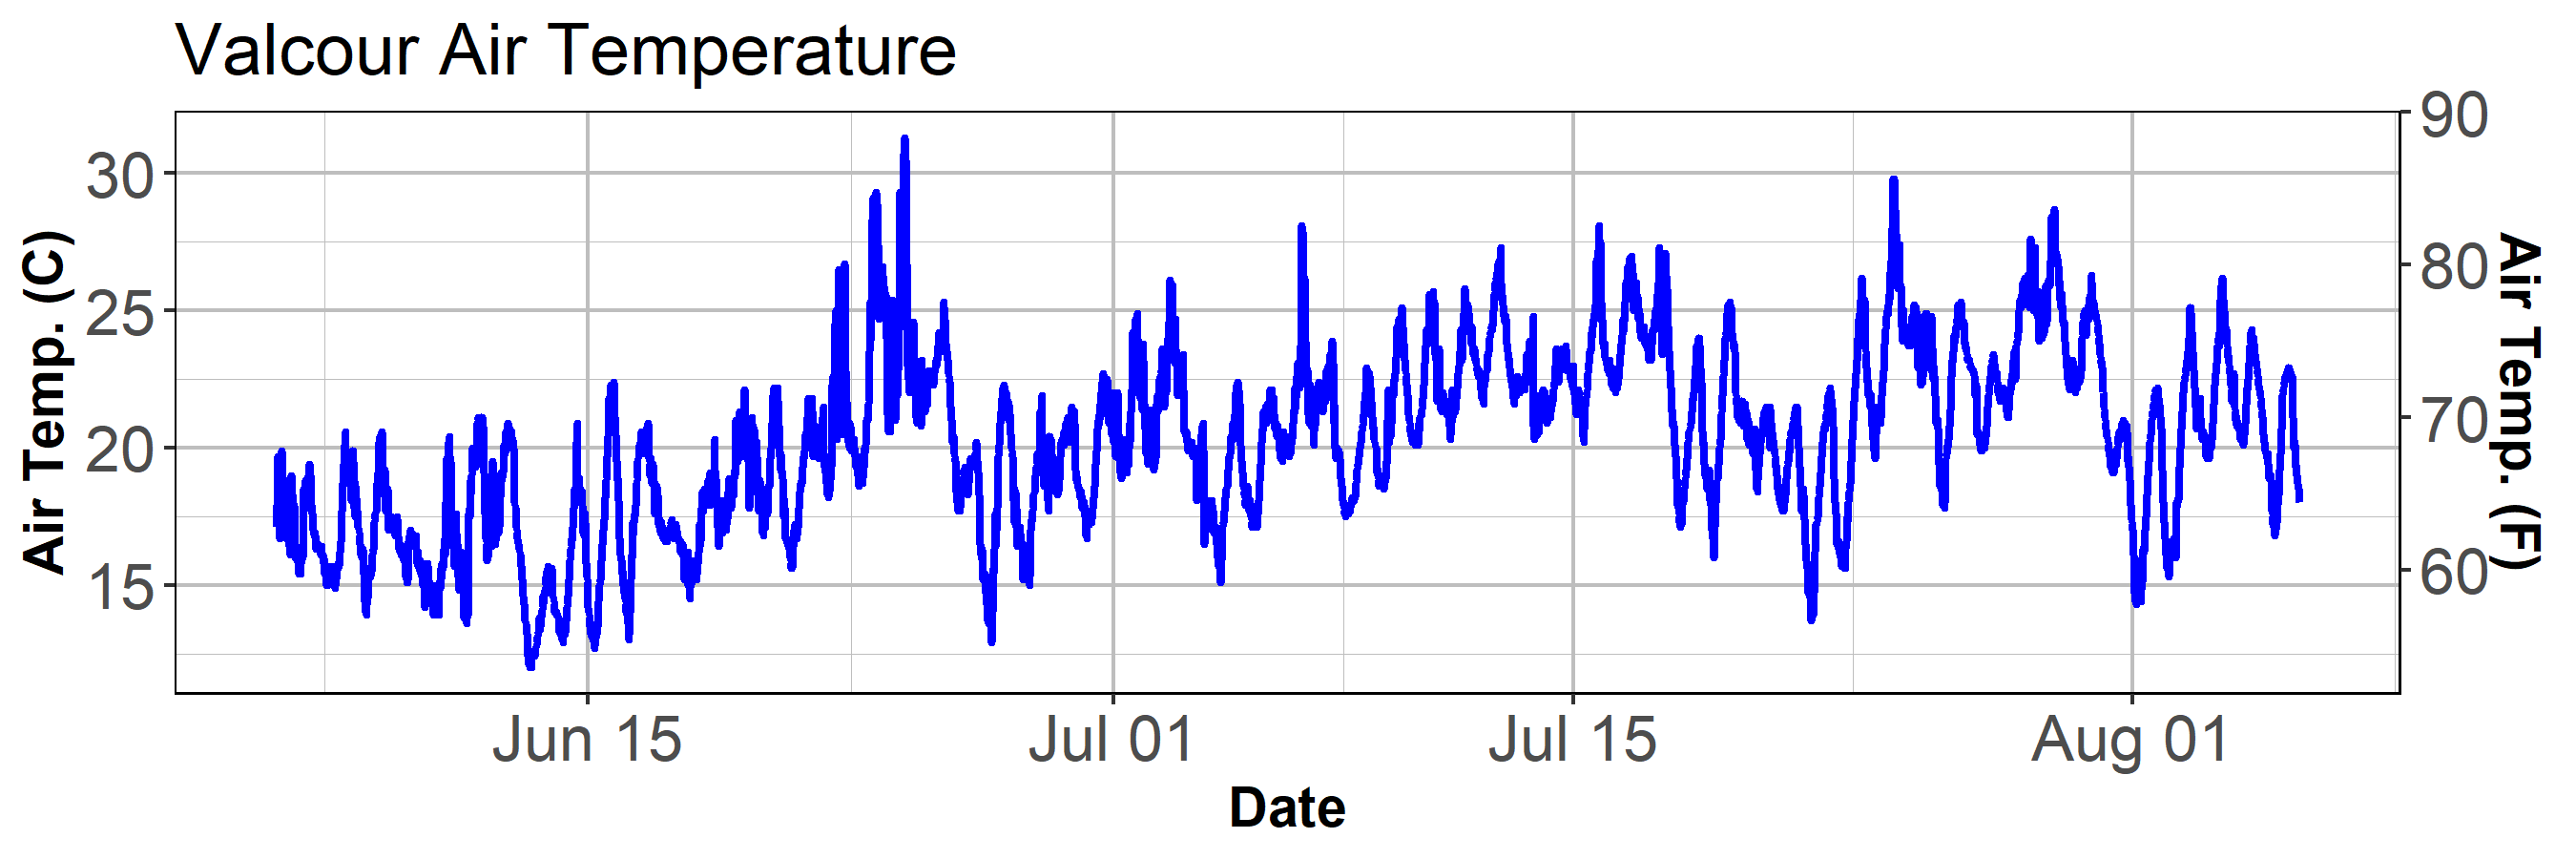 Valcour Air Temperature
Air Temp. (C)
30
25
20
15
90
80
70
60
Air Temp. (F)
Jun 15
Jul 01
Jul 15
Aug 01
Date